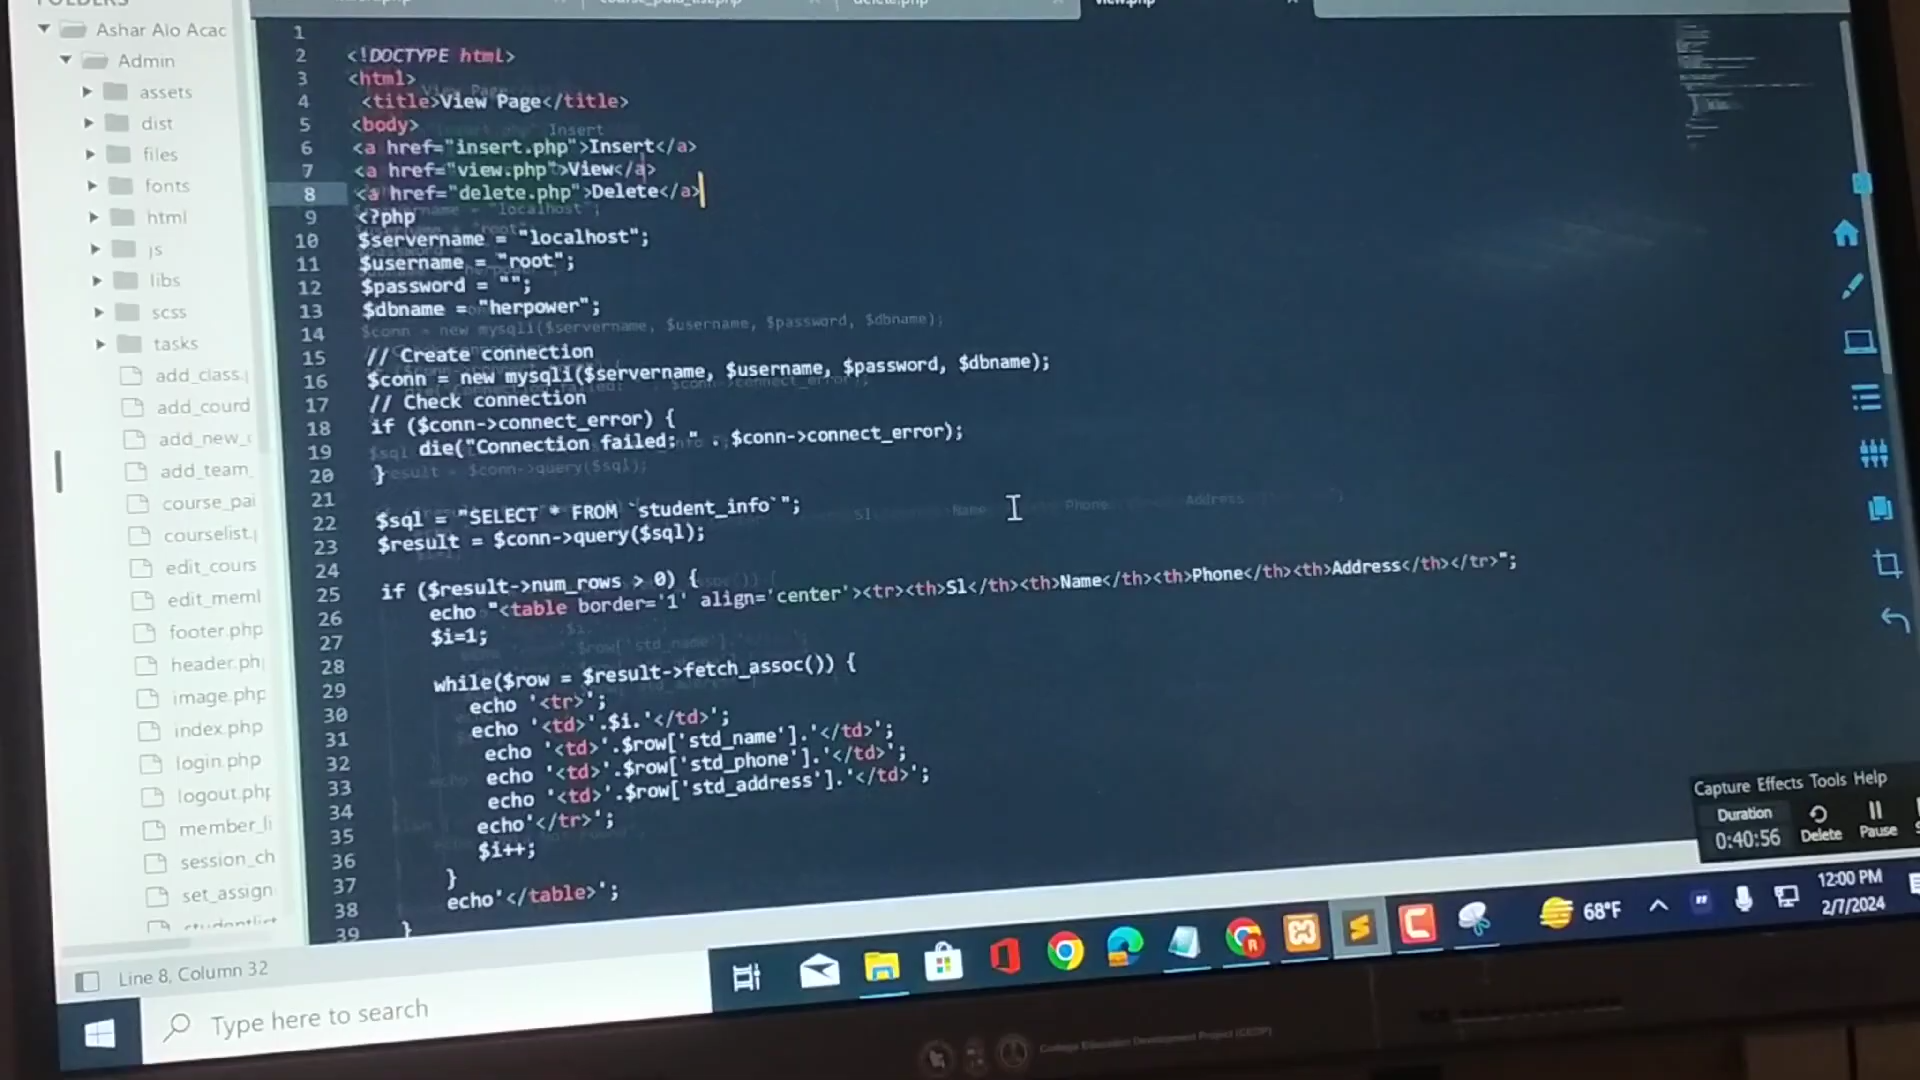 FOLDERS
Ashar Alo Acac
Admin
assets
dist
files
fonts
html
js
libs
scss
tasks
add_class.
add_courd
add_new_
add_team_
course_pai
courselist.
edit_cours
edit_meml
footer.php
header.ph
image.php
index.php
login.php
logout.php
member_li
session_ch
set_assign
delete.php
view.php
1
2 <!DOCTYPE html>
3 <html>
4 <title>View Page</title>
5 <body>
6 <a href="insert.php">Insert</a>
7 <a href="view.php">View</a>
8 <a href="delete.php">Delete</a>
9 <?php
10 $servername = "localhost";
11 $username = "root";
12 $password = "";
13 $dbname = "herpower";
14
15 // Create connection
16 $conn = new mysqli($servername, $username, $password, $dbname);
17 // Check connection
18 if ($conn->connect_error) {
19 die("Connection failed: " . $conn->connect_error);
20 }
21
22 $sql = "SELECT * FROM `student_info`";
23 $result = $conn->query($sql);
24
25 if ($result->num_rows > 0) {
26 echo "<table border='1' align='center'><tr><th>Sl</th><th>Name</th><th>Phone</th><th>Address</th></tr>";
27 $i=1;
28
29 while($row = $result->fetch_assoc()) {
30 echo '<tr>';
31 echo '<td>'.$i.'</td>';
32 echo '<td>'.$row['std_name'].'</td>';
33 echo '<td>'.$row['std_phone'].'</td>';
34 echo '<td>'.$row['std_address'].'</td>';
35 echo'</tr>';
36 $i++;
37 }
38 echo'</table>';
39 }
Capture Effects Tools Help
Duration
0:40:56
Delete
Pause
Line 8, Column 32
Type here to search
68°F
12:00 PM
2/7/2024